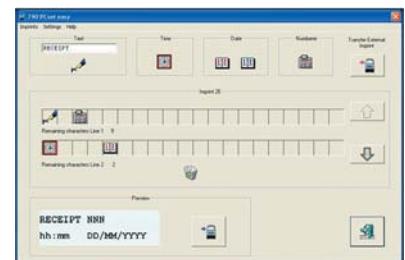 790 PCset easy
Imprints Settings Help
Text
Time
Date
Numbers
Transfer External
Imprint
RECEIPT
Imprint 26
Remaining characters Line 1 9
Remaining characters Line 2 2
Preview
RECEIPT NNN
hh:mm DD/MM/YYYY